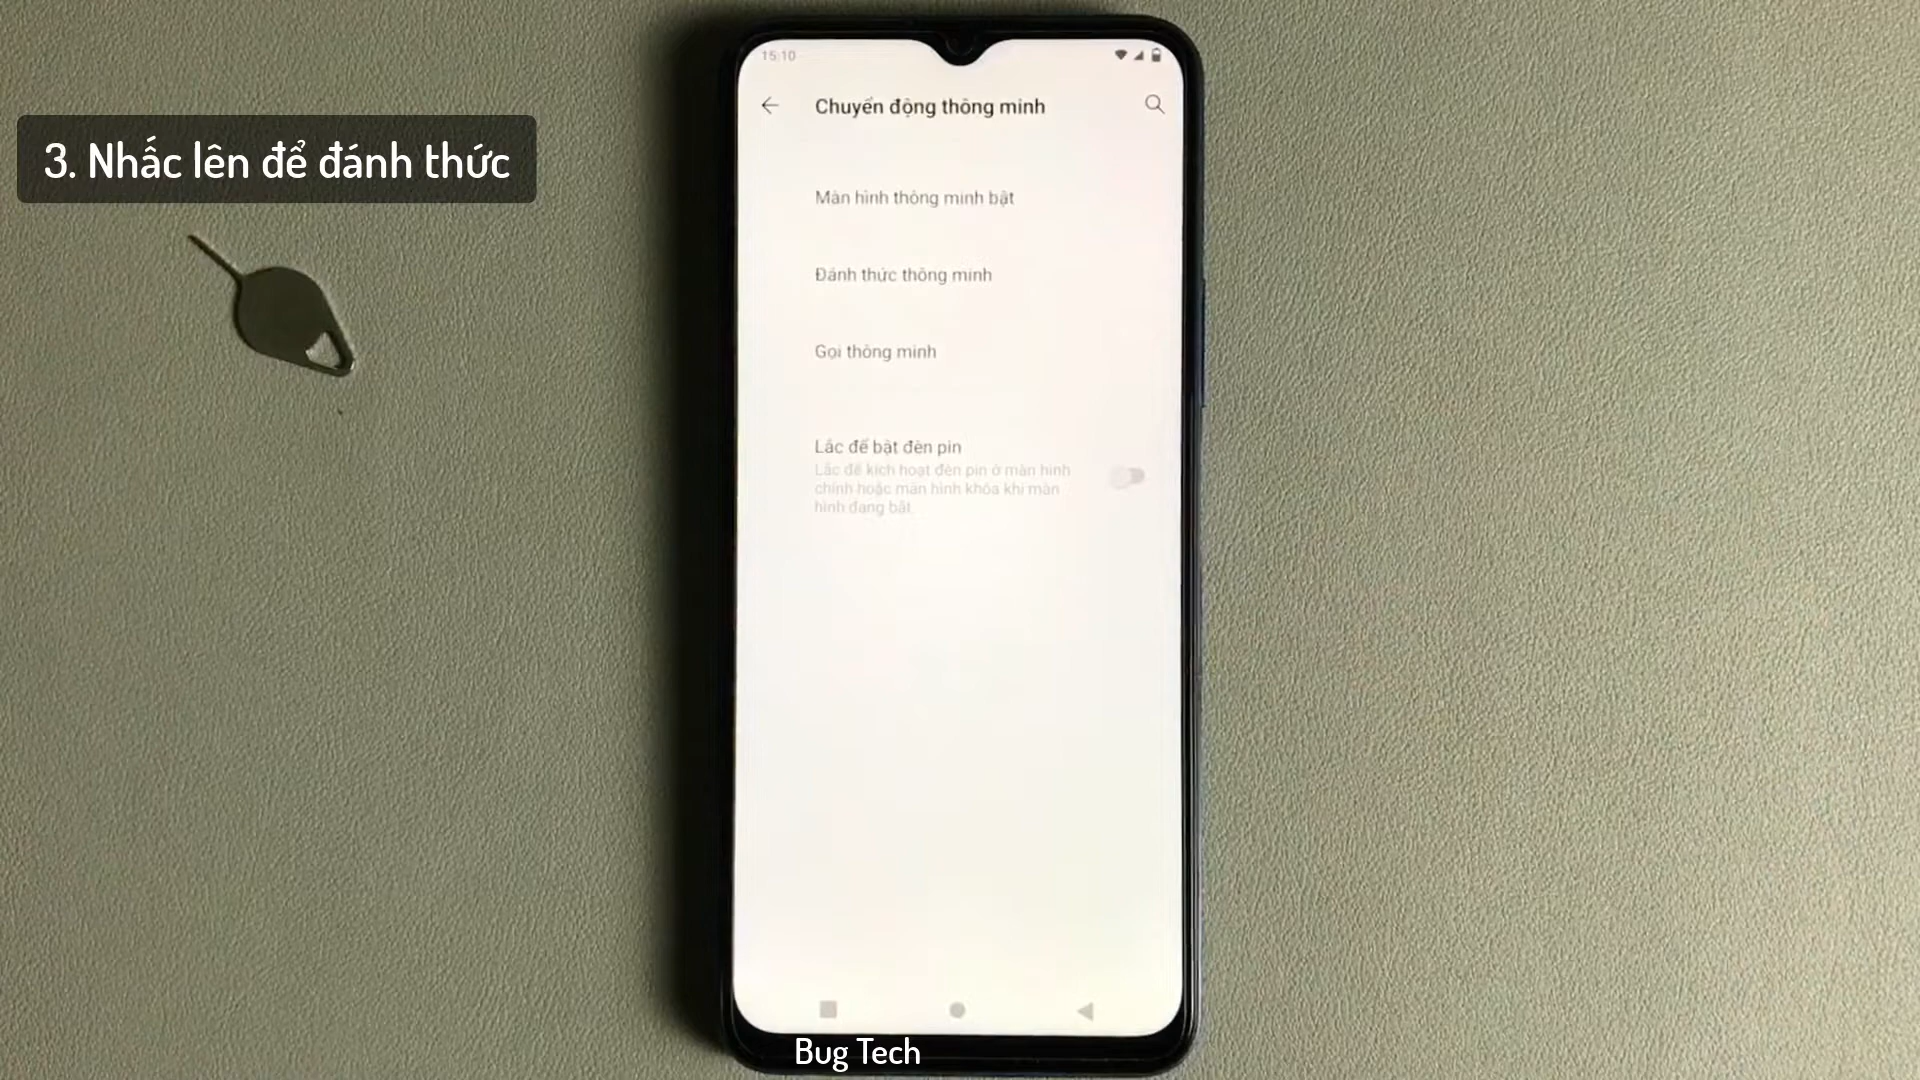 15:10
Chuyển động thông minh
3. Nhấc lên để đánh thức
Màn hình thông minh bật
Đánh thức thông minh
Gọi thông minh
Lắc để bật đèn pin
Lắc để kích hoạt đèn pin ở màn hình
chính hoặc màn hình khóa khi màn
hình đang bật
Bug Tech